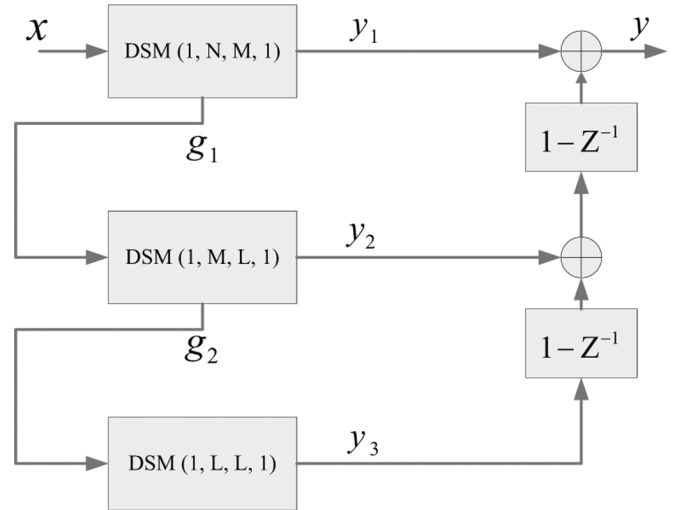 x
DSM (1, N, M, 1)
y₁
y
g₁
1 − Z⁻¹
DSM (1, M, L, 1)
y₂
g₂
1 − Z⁻¹
DSM (1, L, L, 1)
y₃